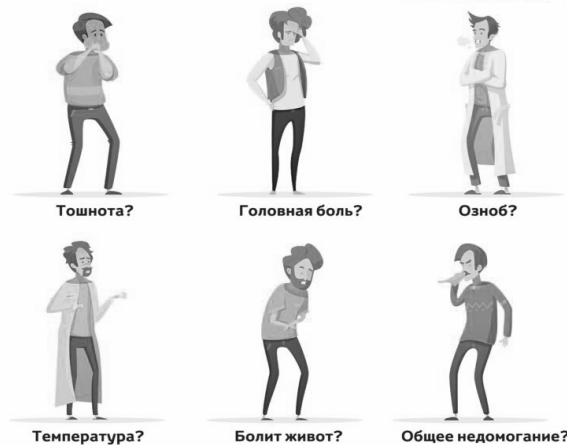 Тошнота?
Головная боль?
Озноб?
Температура?
Болит живот?
Общее недомогание?